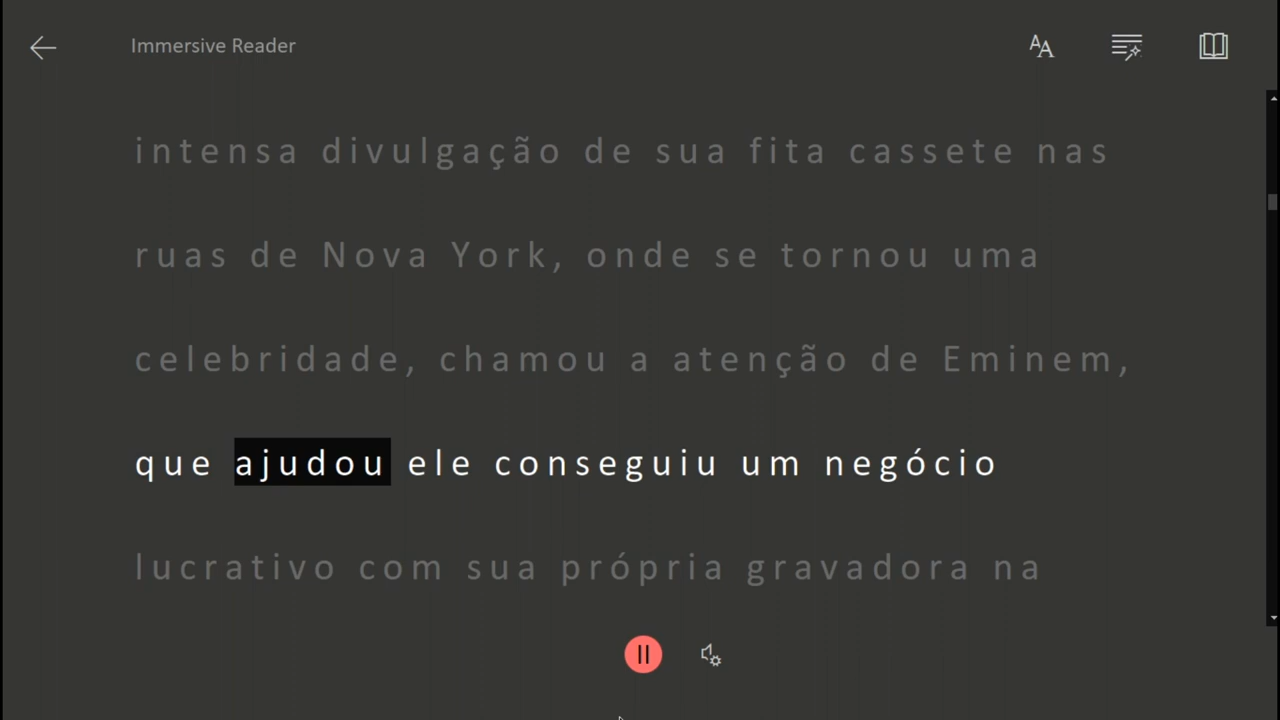 Immersive Reader
intensa divulgação de sua fita cassete nas
ruas de Nova York, onde se tornou uma
celebridade, chamou a atenção de Eminem,
que ajudou ele conseguiu um negócio
lucrativo com sua própria gravadora na